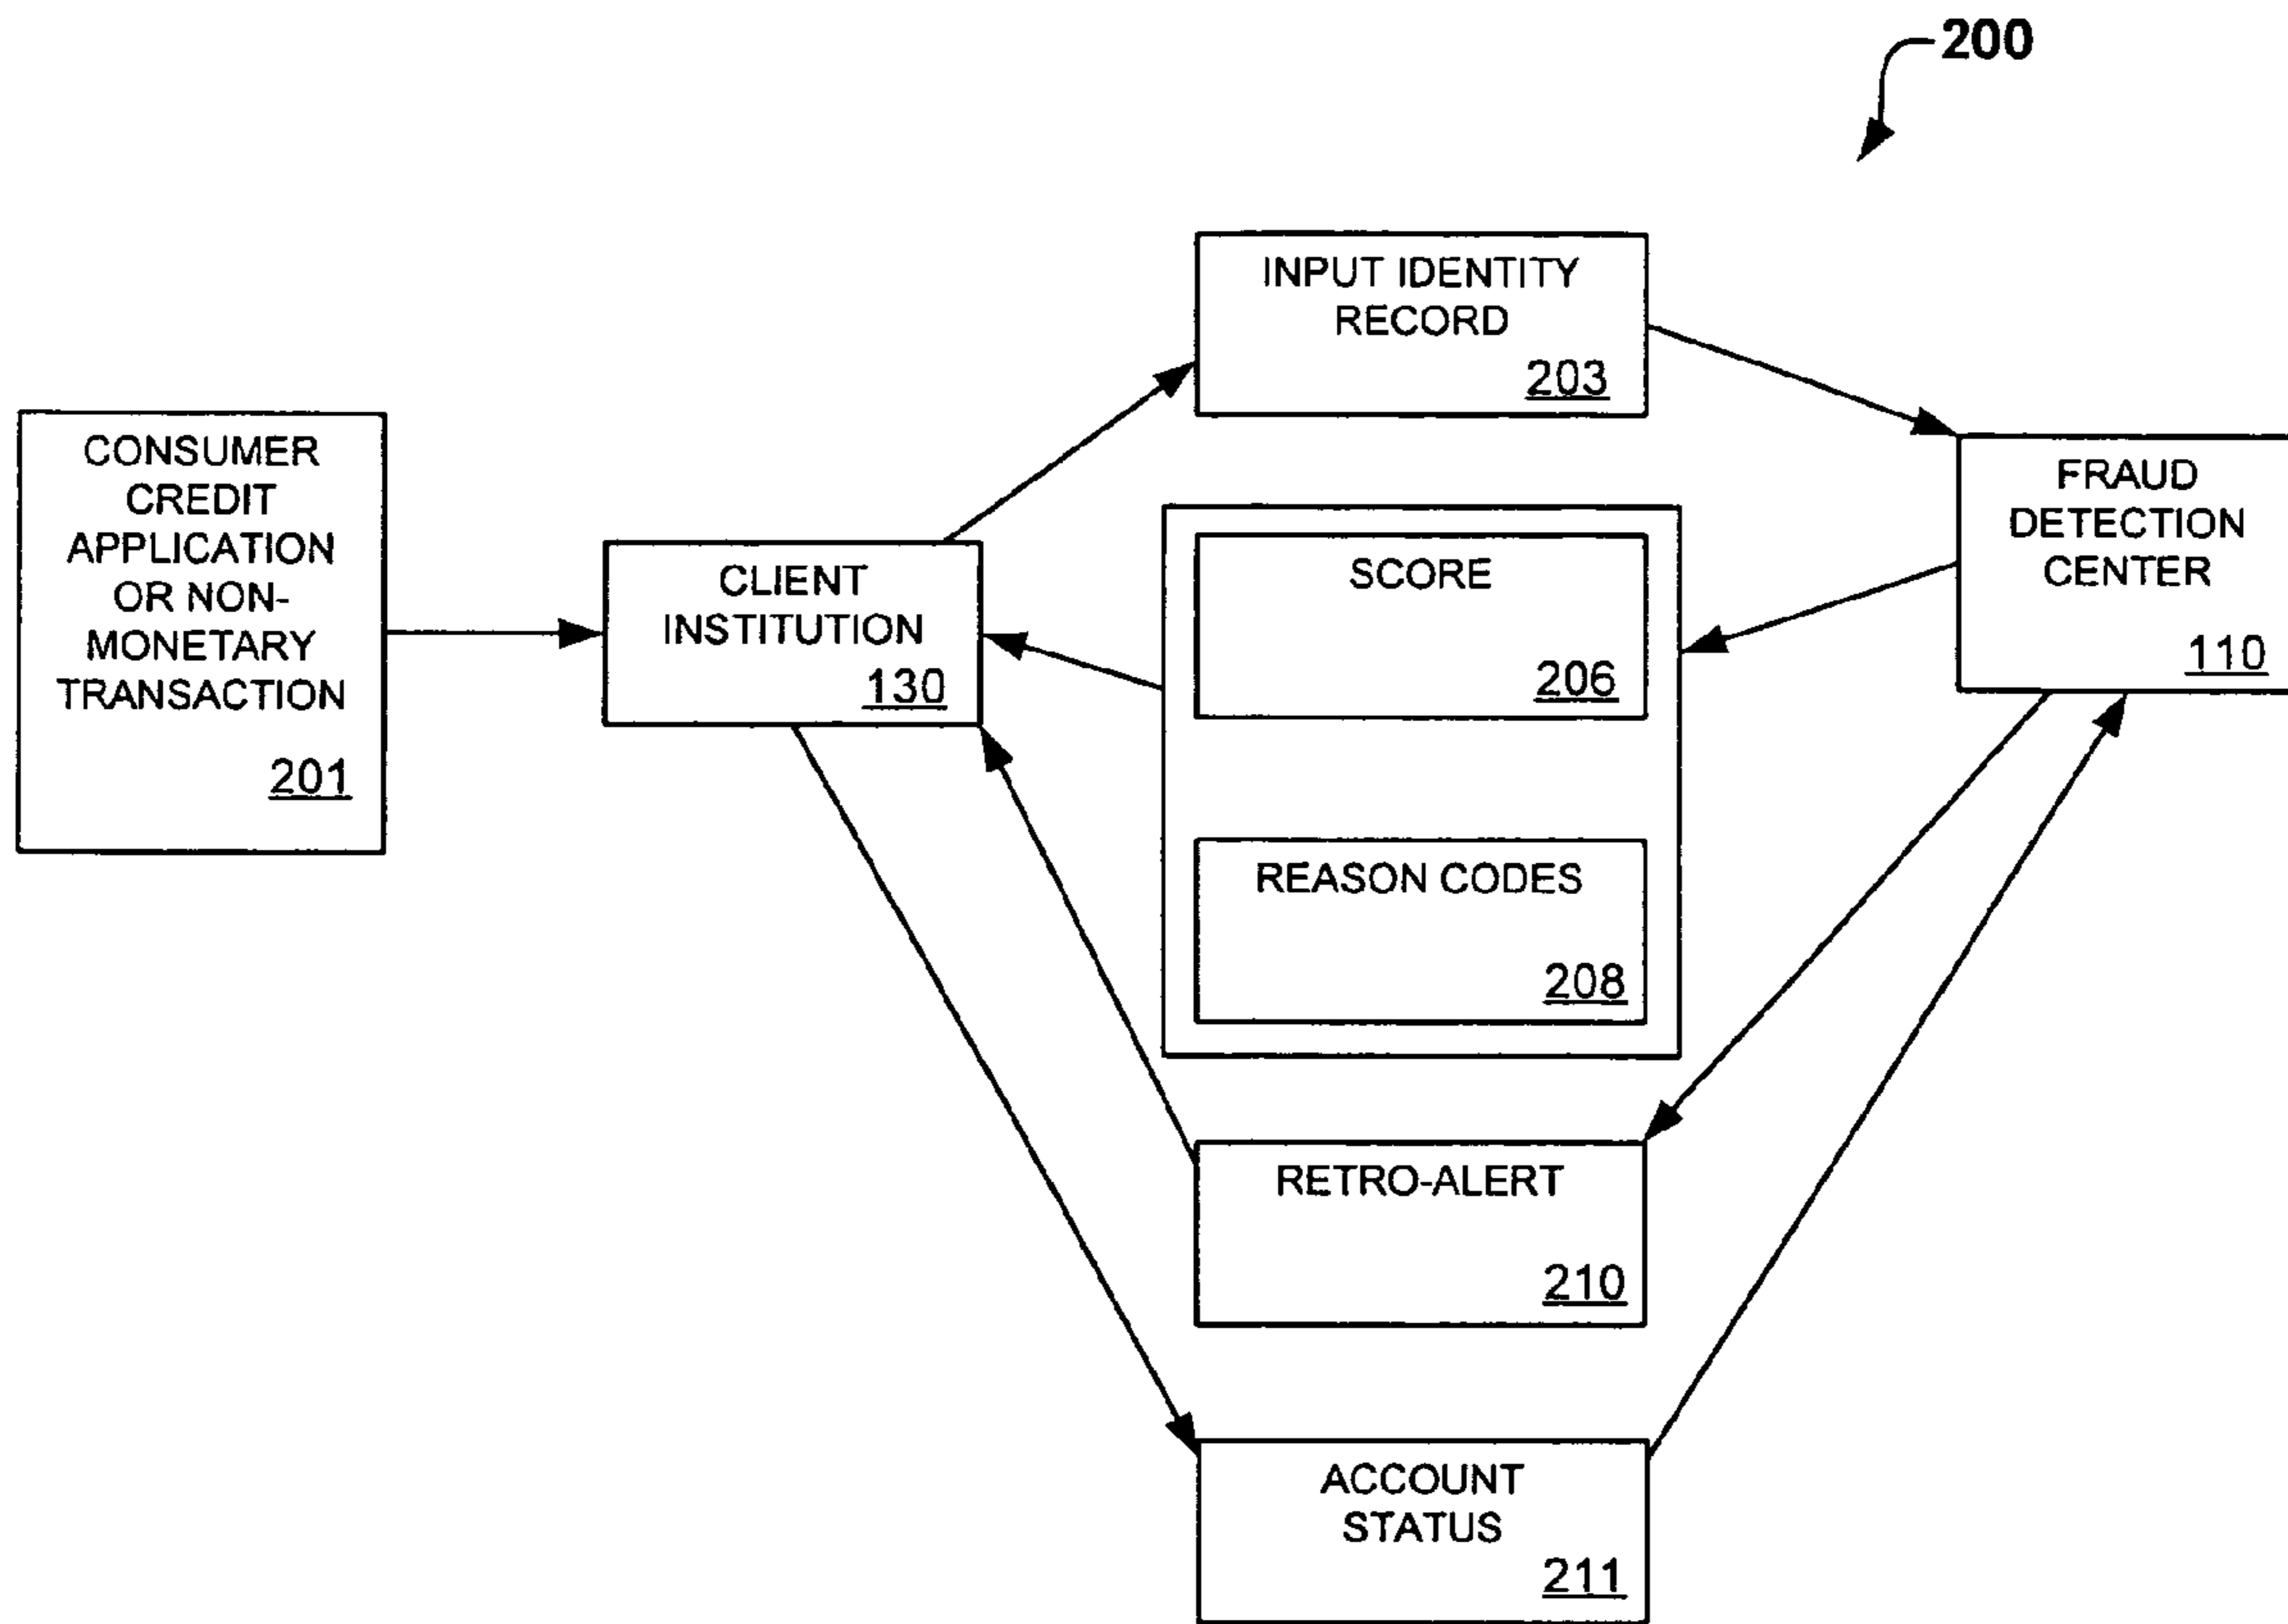 200
CONSUMER
CREDIT
APPLICATION
OR NON-
MONETARY
TRANSACTION
201
CLIENT
INSTITUTION
130
INPUT IDENTITY
RECORD
203
SCORE
206
REASON CODES
208
RETRO-ALERT
210
ACCOUNT
STATUS
211
FRAUD
DETECTION
CENTER
110